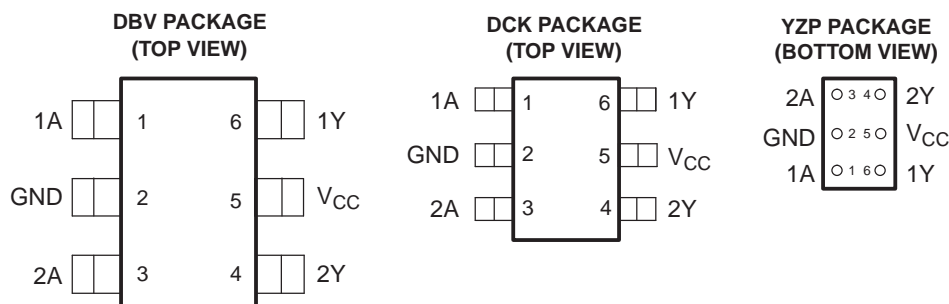 DBV PACKAGE
(TOP VIEW)
1A 1 6 1Y
GND 2 5 VCC
2A 3 4 2Y
DCK PACKAGE
(TOP VIEW)
1A 1 6 1Y
GND 2 5 VCC
2A 3 4 2Y
YZP PACKAGE
(BOTTOM VIEW)
2A 3 4 2Y
GND 2 5 VCC
1A 1 6 1Y